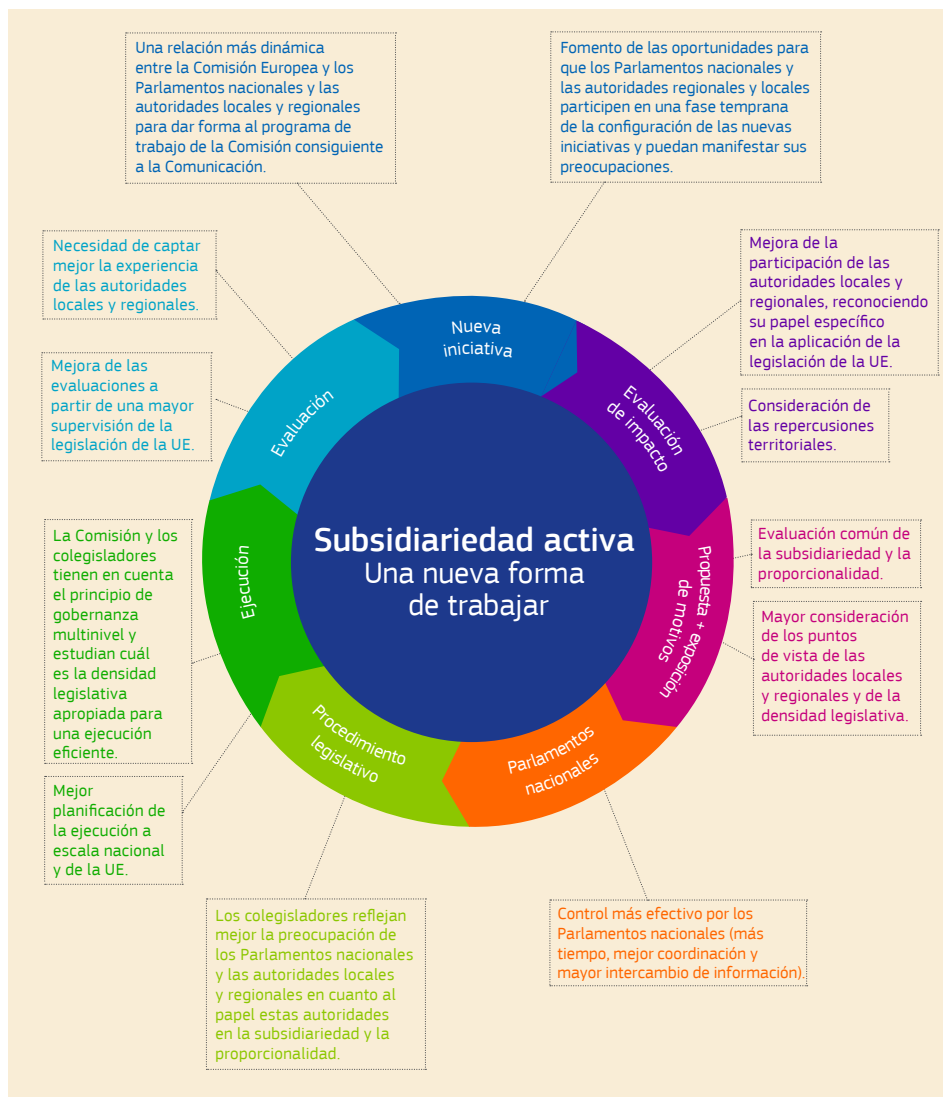 Una relación más dinámica
entre la Comisión Europea y los
Parlamentos nacionales y las
autoridades locales y regionales
para dar forma al programa de
trabajo de la Comisión consiguiente
a la Comunicación.
Fomento de las oportunidades para
que los Parlamentos nacionales y
las autoridades regionales y locales
participen en una fase temprana
de la configuración de las nuevas
iniciativas y puedan manifestar sus
preocupaciones.
Necesidad de captar
mejor la experiencia
de las autoridades
locales y regionales.
Mejora de la
participación de las
autoridades locales y
regionales, reconociendo
su papel específico
en la aplicación de la
legislación de la UE.
Mejora de las
evaluaciones a
partir de una mayor
supervisión de la
legislación de la UE.
Consideración de
las repercusiones
territoriales.
Nueva
iniciativa
Evaluación
de impacto
Propuesta + exposición
de motivos
Parlamentos
nacionales
Procedimiento
legislativo
Ejecución
Evaluación
Subsidiariedad activa
Una nueva forma
de trabajar
La Comisión y los
colegisladores
tienen en cuenta
el principio de
gobernanza
multinivel y
estudian cuál
es la densidad
legislativa
apropiada para
una ejecución
eficiente.
Evaluación común de
la subsidiariedad y la
proporcionalidad.
Mayor consideración
de los puntos
de vista de las
autoridades locales
y regionales y de la
densidad legislativa.
Mejor
planificación de
la ejecución a
escala nacional
y de la UE.
Los colegisladores reflejan
mejor la preocupación de
los Parlamentos nacionales
y las autoridades locales
y regionales en cuanto al
papel estas autoridades
en la subsidiariedad y la
proporcionalidad.
Control más efectivo por los
Parlamentos nacionales (más
tiempo, mejor coordinación y
mayor intercambio de información).